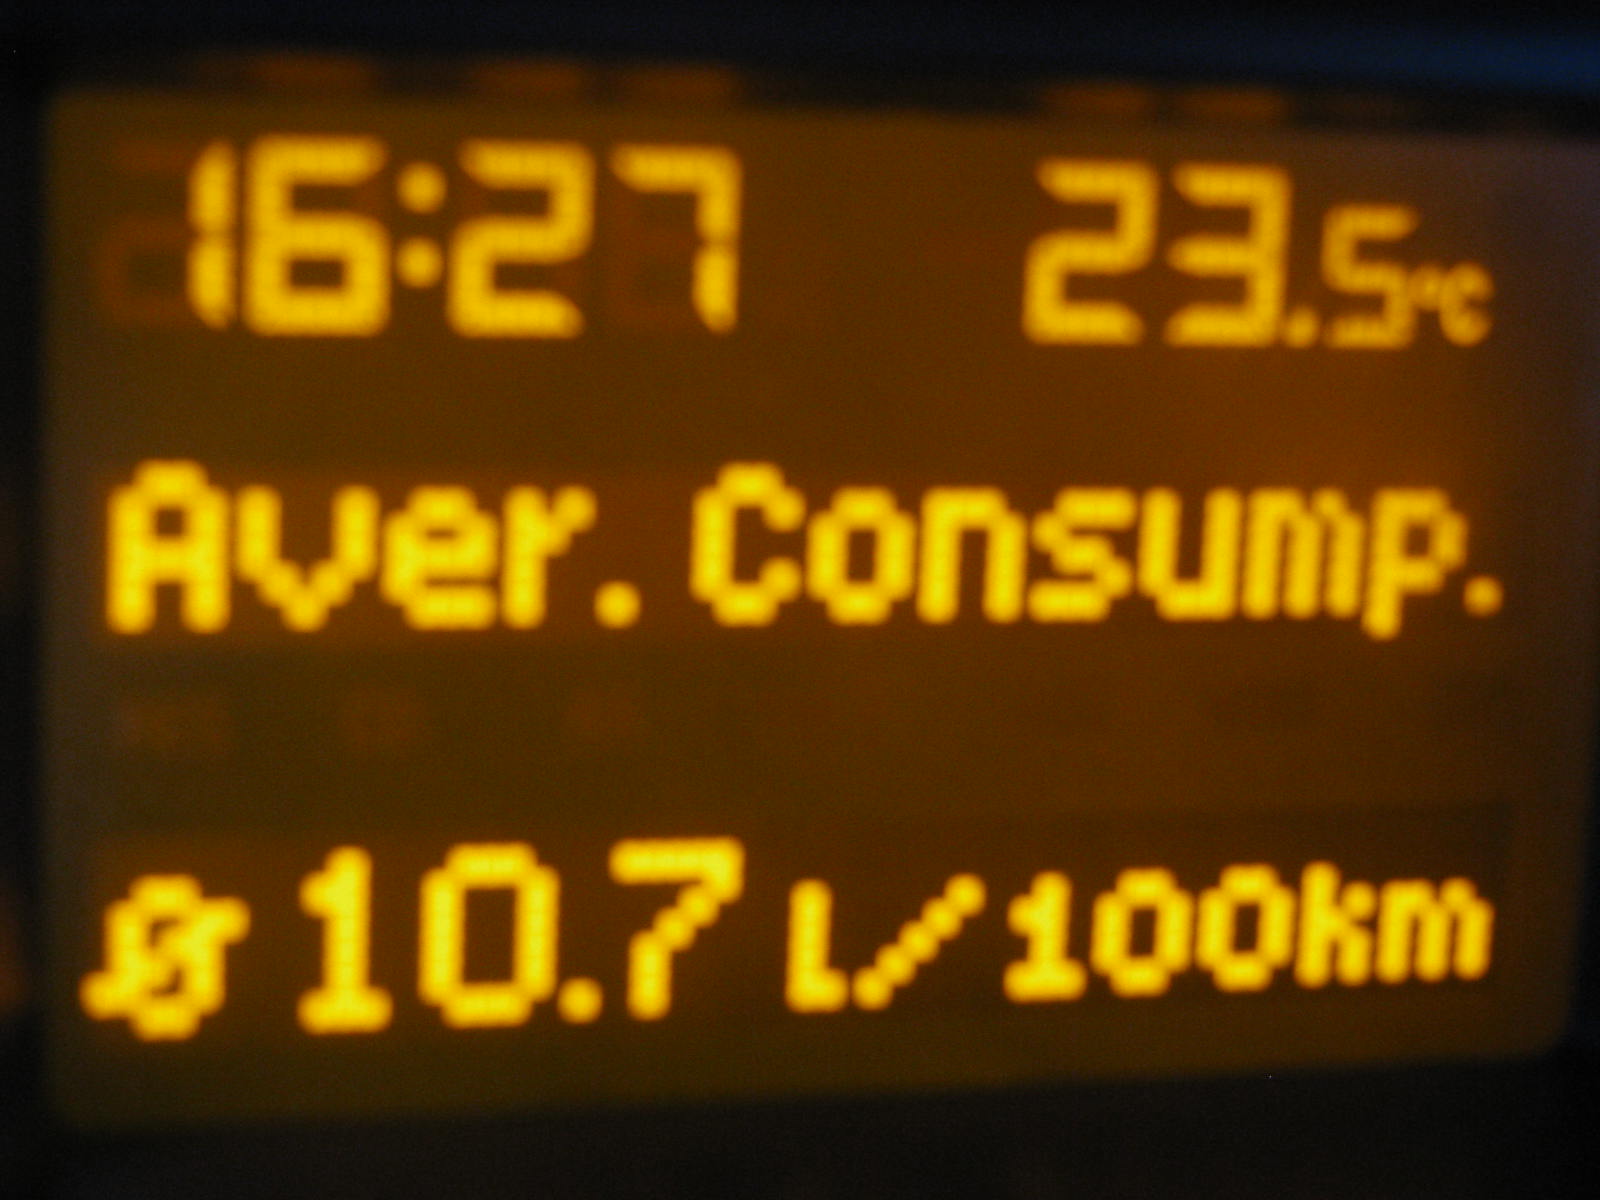 16:27 23.5°C
Aver. Consump.
Ø 10.7 l/100km